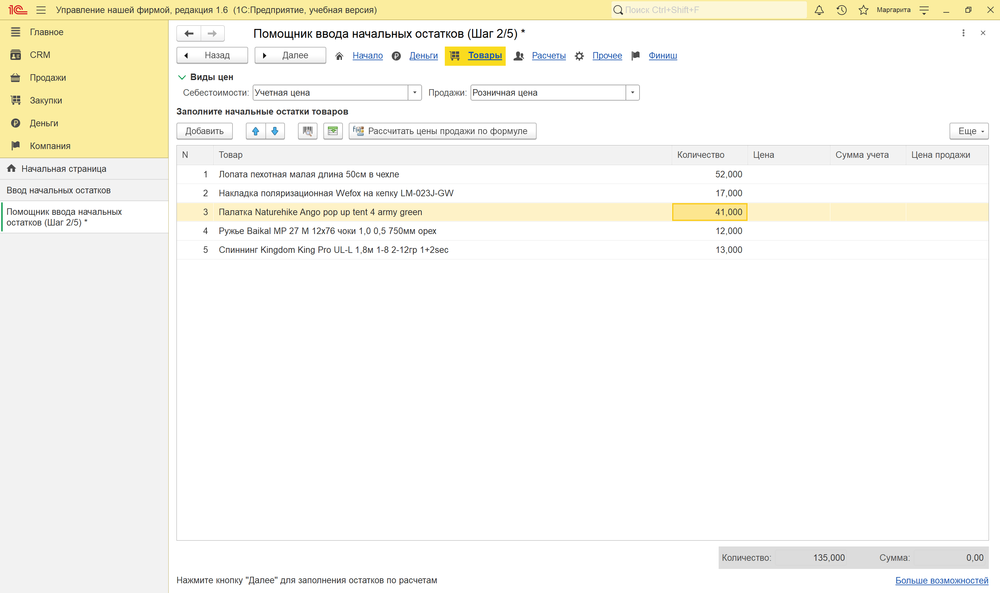 1С Управление нашей фирмой, редакция 1.6 (1С:Предприятие, учебная версия) Поиск Ctrl+Shift+F Маргарита
Главное
CRM
Продажи
Закупки
Деньги
Компания
Начальная страница
Ввод начальных остатков
Помощник ввода начальных
остатков (Шаг 2/5) *
Помощник ввода начальных остатков (Шаг 2/5) *
Назад Далее Начало Деньги Товары Расчеты Прочее Финиш
Виды цен
Себестоимости: Учетная цена Продажи: Розничная цена
Заполните начальные остатки товаров
Добавить Рассчитать цены продажи по формуле Еще
N Товар Количество Цена Сумма учета Цена продажи
1 Лопата пехотная малая длина 50см в чехле 52,000
2 Накладка поляризационная Wefox на кепку LM-023J-GW 17,000
3 Палатка Naturehike Ango pop up tent 4 army green 41,000
4 Ружье Baikal МР 27 М 12х76 чоки 1,0 0,5 750мм орех 12,000
5 Спиннинг Kingdom King Pro UL-L 1,8м 1-8 2-12гр 1+2sec 13,000
Количество: 135,000 Сумма: 0,00
Нажмите кнопку "Далее" для заполнения остатков по расчетам
Больше возможностей